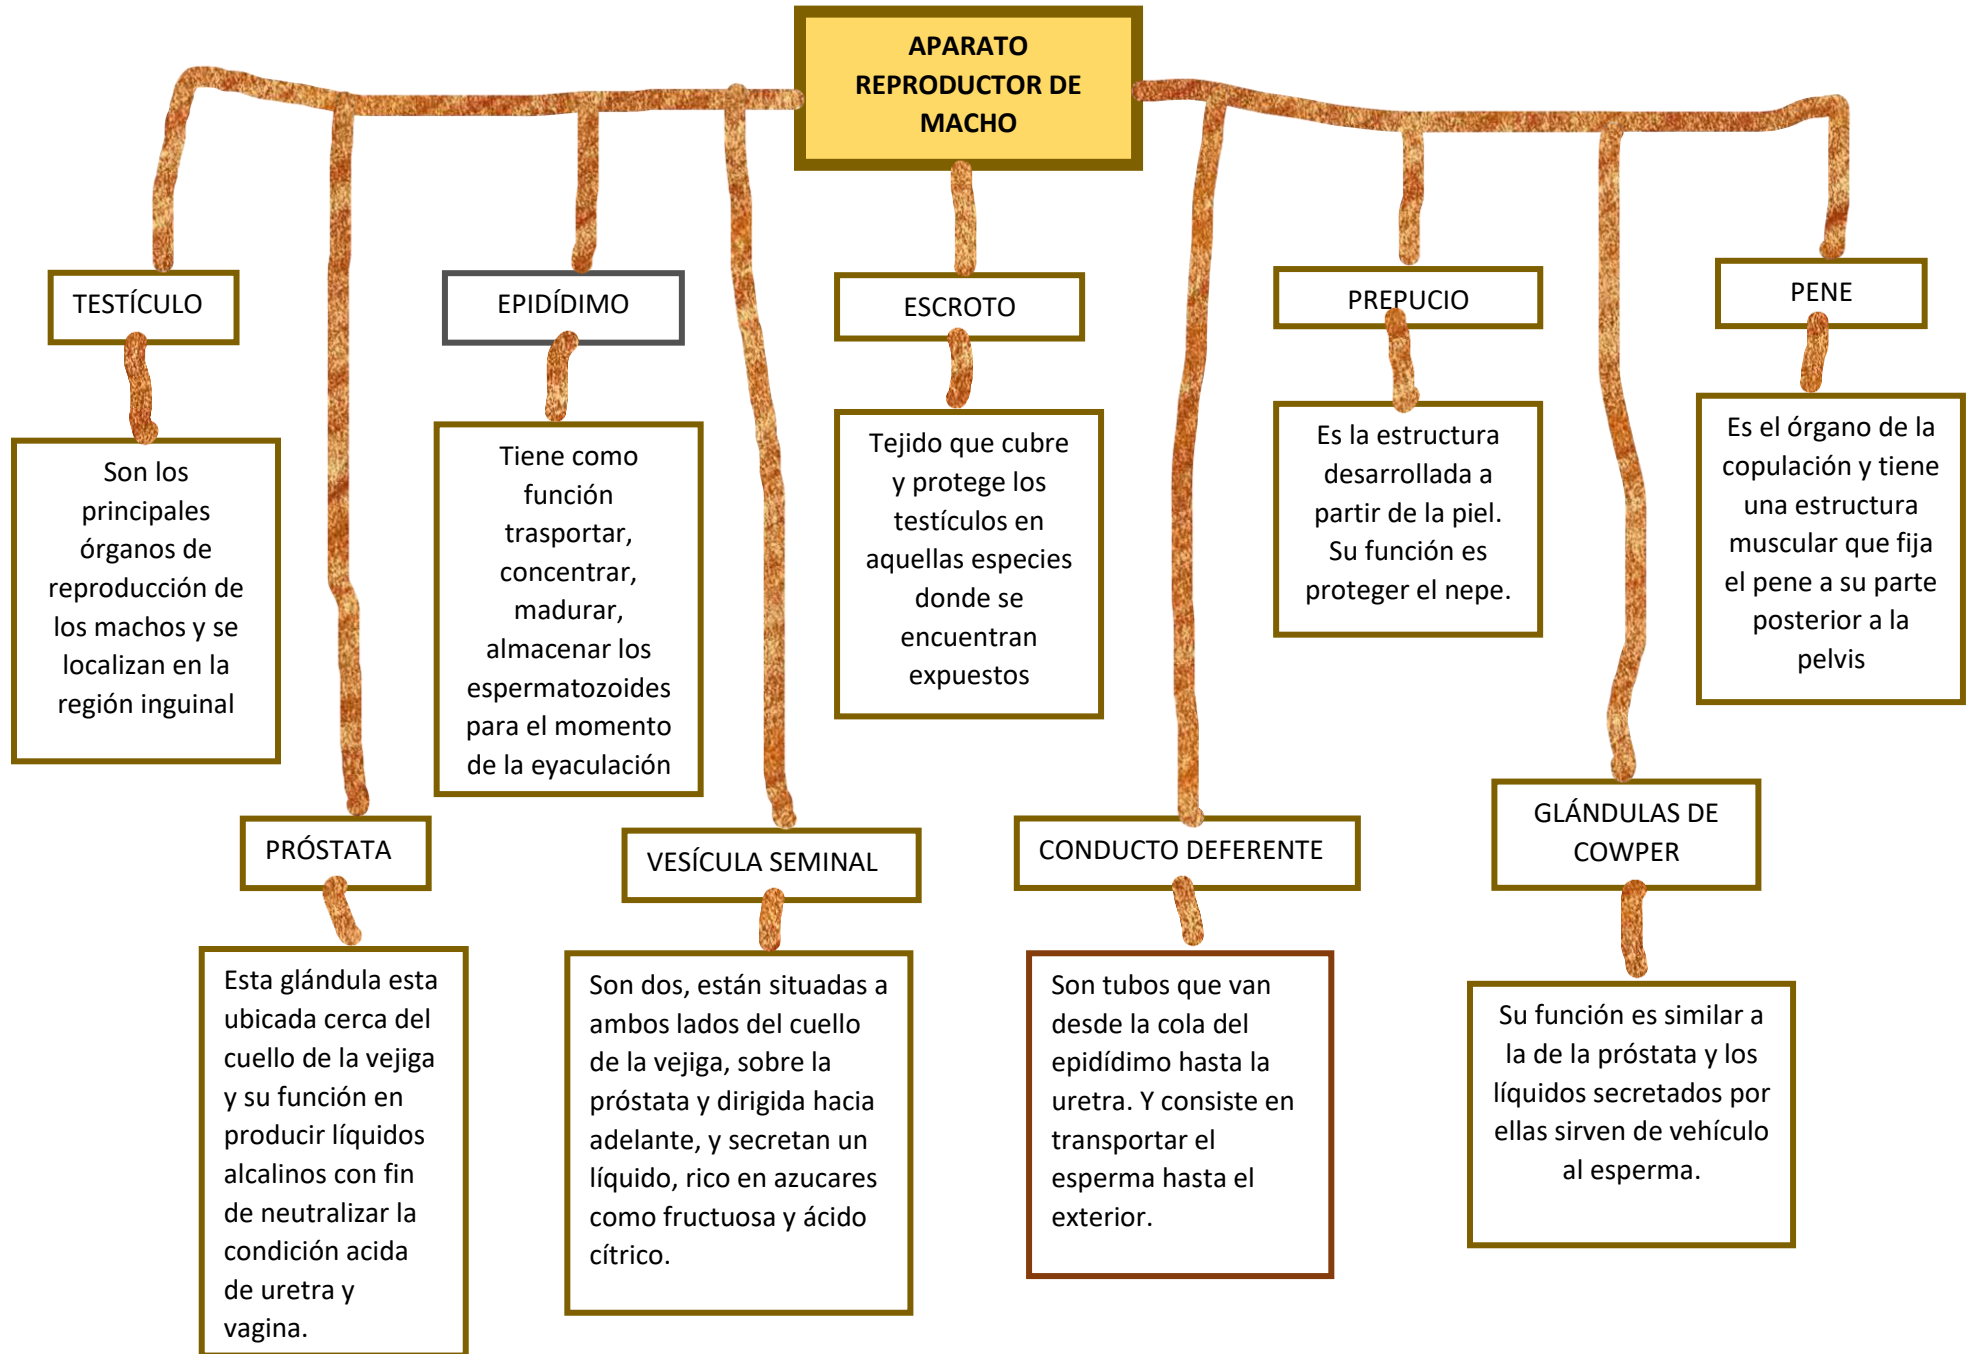 APARATO
REPRODUCTOR DE
MACHO
TESTÍCULO
EPIDÍDIMO
ESCROTO
PREPUCIO
PENE
Son los
principales
órganos de
reproducción de
los machos y se
localizan en la
región inguinal
Tiene como
función
trasportar,
concentrar,
madurar,
almacenar los
espermatozoides
para el momento
de la eyaculación
Tejido que cubre
y protege los
testículos en
aquellas especies
donde se
encuentran
expuestos
Es la estructura
desarrollada a
partir de la piel.
Su función es
proteger el nepe.
Es el órgano de la
copulación y tiene
una estructura
muscular que fija
el pene a su parte
posterior a la
pelvis
PRÓSTATA
VESÍCULA SEMINAL
CONDUCTO DEFERENTE
GLÁNDULAS DE
COWPER
Esta glándula esta
ubicada cerca del
cuello de la vejiga
y su función en
producir líquidos
alcalinos con fin
de neutralizar la
condición acida
de uretra y
vagina.
Son dos, están situadas a
ambos lados del cuello
de la vejiga, sobre la
próstata y dirigida hacia
adelante, y secretan un
líquido, rico en azucares
como fructuosa y ácido
cítrico.
Son tubos que van
desde la cola del
epidídimo hasta la
uretra. Y consiste en
transportar el
esperma hasta el
exterior.
Su función es similar a
la de la próstata y los
líquidos secretados por
ellas sirven de vehículo
al esperma.